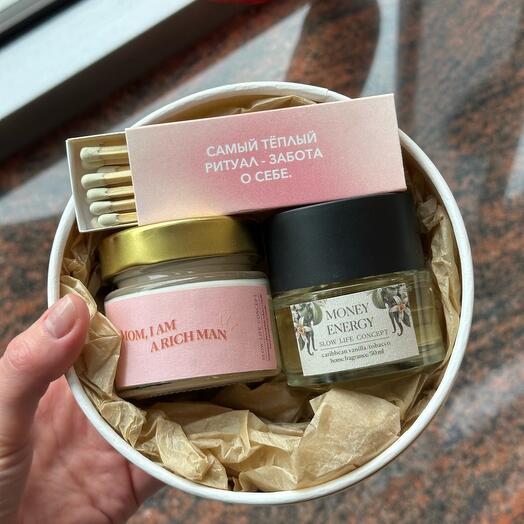 САМЫЙ ТЁПЛЫЙ
РИТУАЛ - ЗАБОТА
О СЕБЕ.
MOM, I AM
A RICH MAN
MONEY
ENERGY
SLOW LIFE CONCEPT
caribbean vanilla/tobacco
home fragrance/50 ml